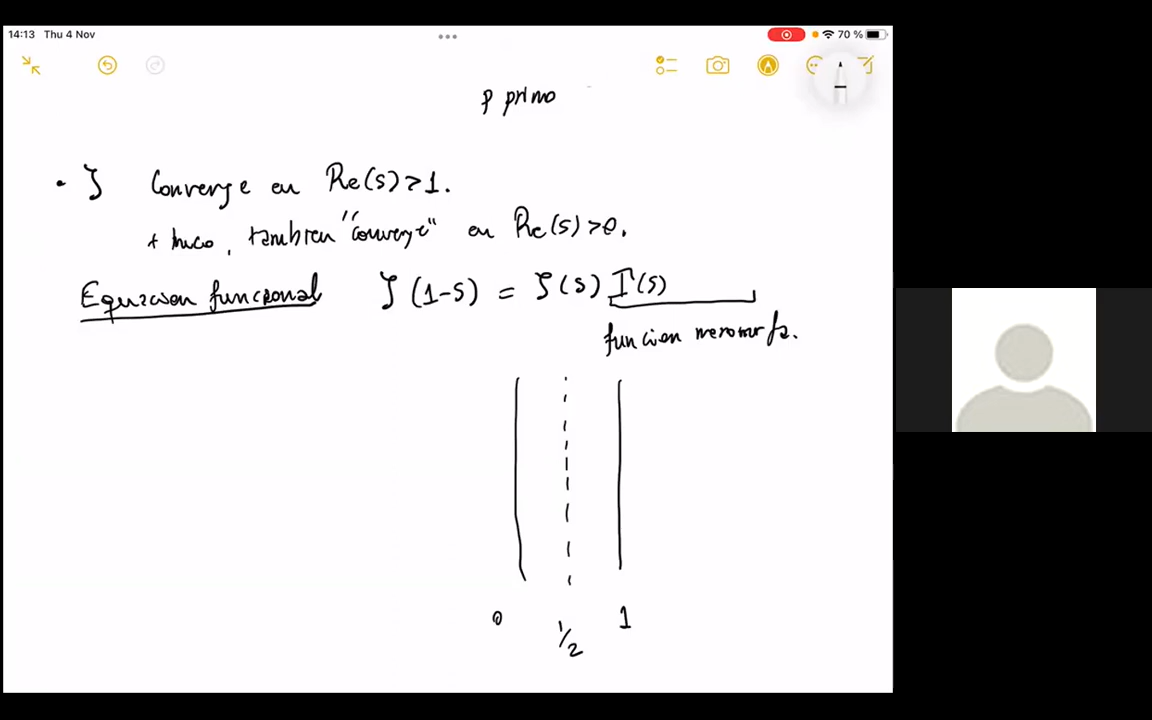 14:13 Thu 4 Nov
70 %
p primo
• ζ Converge en Re(s)>1.
+ truco, tambien "converge" en Re(s)>0.
Equacion funcional ζ(1-s) = ζ(s) Γ(s)
funcion meromorfa.
0 1/2 1